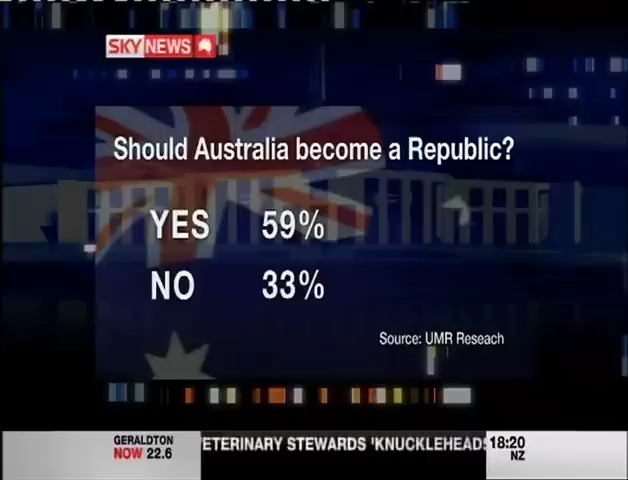 SKY NEWS
Should Australia become a Republic?
YES 59%
NO 33%
Source: UMR Reseach
GERALDTON
NOW 22.6
ETERINARY STEWARDS 'KNUCKLEHEADS
18:20
NZ